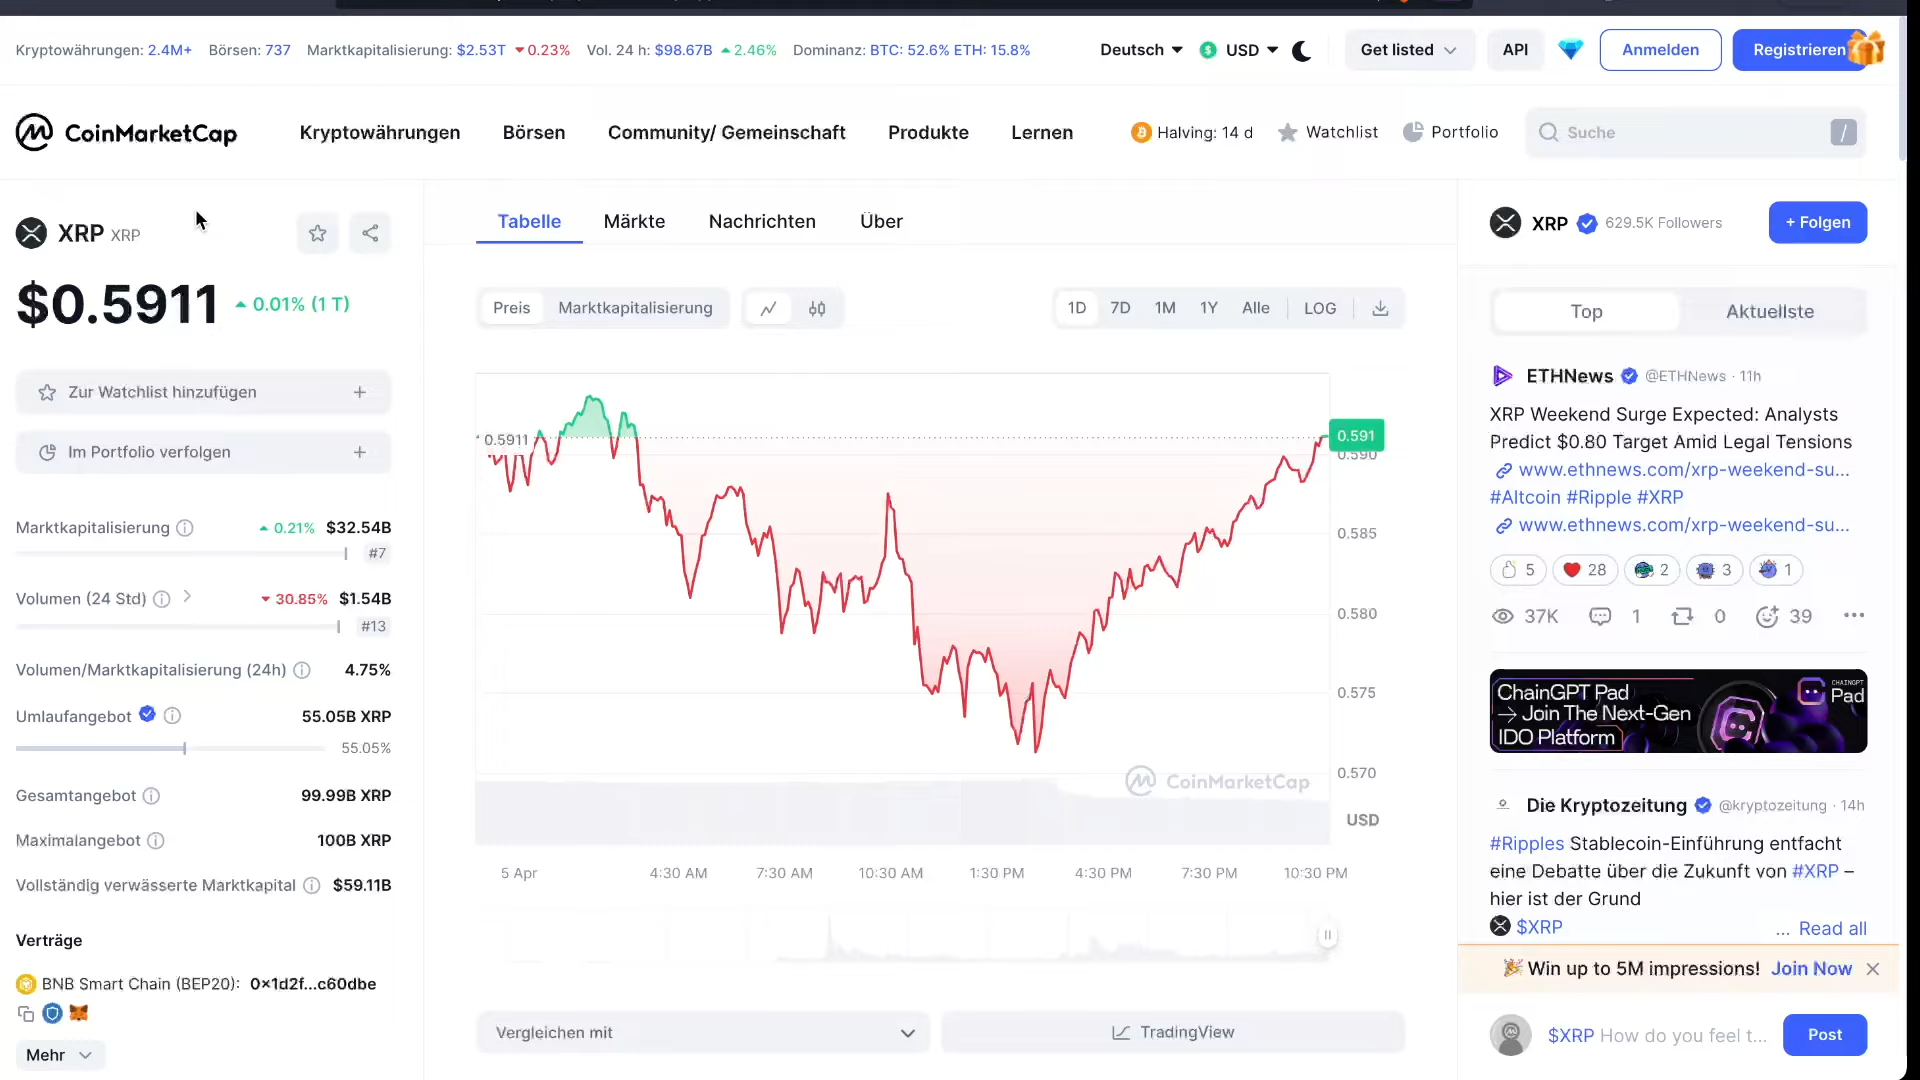 Kryptowährungen: 2.4M+ Börsen: 737 Marktkapitalisierung: $2.53T 0.23% Vol. 24 h: $98.67B 2.46% Dominanz: BTC: 52.6% ETH: 15.8%
Deutsch USD Get listed API Anmelden Registrieren
CoinMarketCap Kryptowährungen Börsen Community/ Gemeinschaft Produkte Lernen Halving: 14 d Watchlist Portfolio Suche /
XRP XRP
$0.5911 0.01% (1 T)
Zur Watchlist hinzufügen +
Im Portfolio verfolgen +
Marktkapitalisierung 0.21% $32.54B
#7
Volumen (24 Std) 30.85% $1.54B
#13
Volumen/Marktkapitalisierung (24h) 4.75%
Umlaufangebot 55.05B XRP
55.05%
Gesamtangebot 99.99B XRP
Maximalangebot 100B XRP
Vollständig verwässerte Marktkapital $59.11B
Verträge
BNB Smart Chain (BEP20): 0x1d2f...c60dbe
Mehr
Tabelle Märkte Nachrichten Über
Preis Marktkapitalisierung 1D 7D 1M 1Y Alle LOG
0.5911
0.591
0.590
0.585
0.580
0.575
0.570
CoinMarketCap
USD
5 Apr 4:30 AM 7:30 AM 10:30 AM 1:30 PM 4:30 PM 7:30 PM 10:30 PM
Vergleichen mit TradingView
XRP 629.5K Followers + Folgen
Top Aktuellste
ETHNews @ETHNews · 11h
XRP Weekend Surge Expected: Analysts
Predict $0.80 Target Amid Legal Tensions
www.ethnews.com/xrp-weekend-su...
#Altcoin #Ripple #XRP
www.ethnews.com/xrp-weekend-su...
5 28 2 3 1
37K 1 0 39 ...
ChainGPT Pad
→ Join The Next-Gen
IDO Platform
CHAINGPT
Pad
Die Kryptozeitung @kryptozeitung · 14h
#Ripples Stablecoin-Einführung entfacht
eine Debatte über die Zukunft von #XRP –
hier ist der Grund
$XRP ... Read all
Win up to 5M impressions! Join Now
$XRP How do you feel t... Post